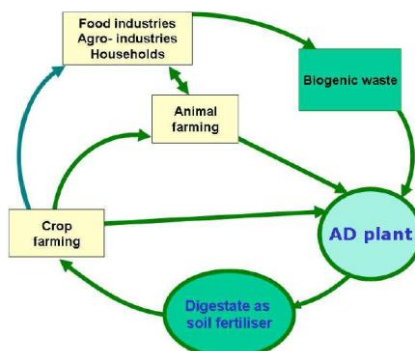 Food industries
Agro- industries
Households
Biogenic waste
Animal
farming
Crop
farming
AD plant
Digestate as
soil fertiliser